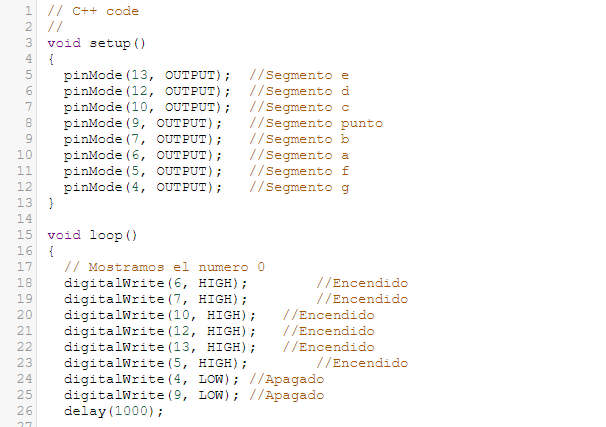 1 // C++ code
2 //
3 void setup()
4 {
5 pinMode(13, OUTPUT); //Segmento e
6 pinMode(12, OUTPUT); //Segmento d
7 pinMode(10, OUTPUT); //Segmento c
8 pinMode(9, OUTPUT); //Segmento punto
9 pinMode(7, OUTPUT); //Segmento b
10 pinMode(6, OUTPUT); //Segmento a
11 pinMode(5, OUTPUT); //Segmento f
12 pinMode(4, OUTPUT); //Segmento g
13 }
14
15 void loop()
16 {
17 // Mostramos el numero 0
18 digitalWrite(6, HIGH); //Encendido
19 digitalWrite(7, HIGH); //Encendido
20 digitalWrite(10, HIGH); //Encendido
21 digitalWrite(12, HIGH); //Encendido
22 digitalWrite(13, HIGH); //Encendido
23 digitalWrite(5, HIGH); //Encendido
24 digitalWrite(4, LOW); //Apagado
25 digitalWrite(9, LOW); //Apagado
26 delay(1000);
27